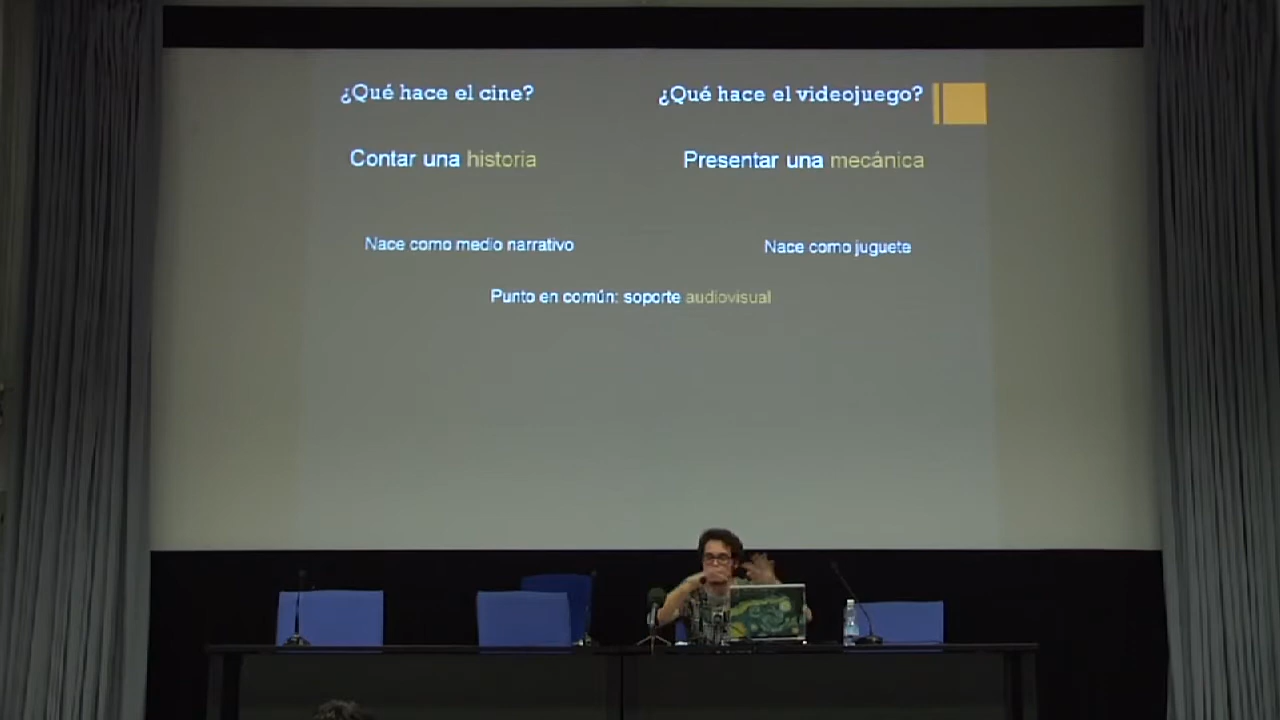 ¿Qué hace el cine?
¿Qué hace el videojuego?
Contar una historia
Presentar una mecánica
Nace como medio narrativo
Nace como juguete
Punto en común: soporte audiovisual